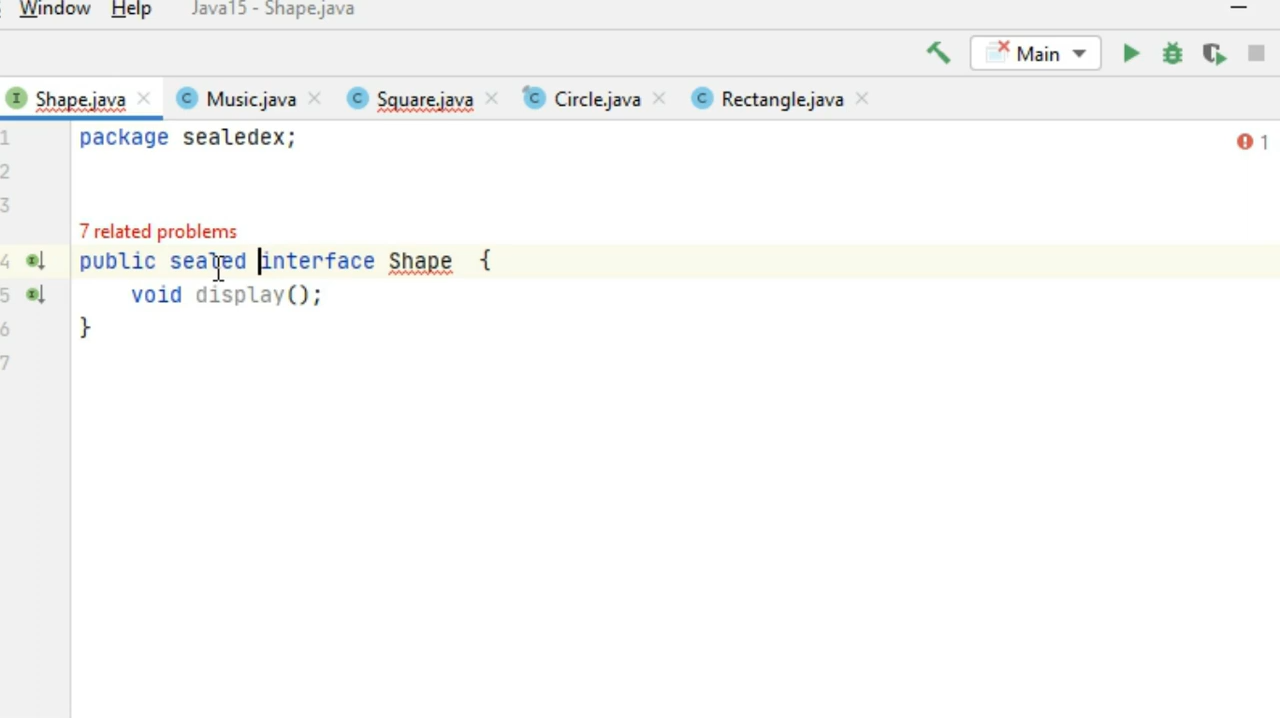 Window Help Java15 - Shape.java
Main
Shape.java Music.java Square.java Circle.java Rectangle.java
1 package sealedex;
1
2
3
7 related problems
4 public sealed interface Shape {
5 void display();
6 }
7